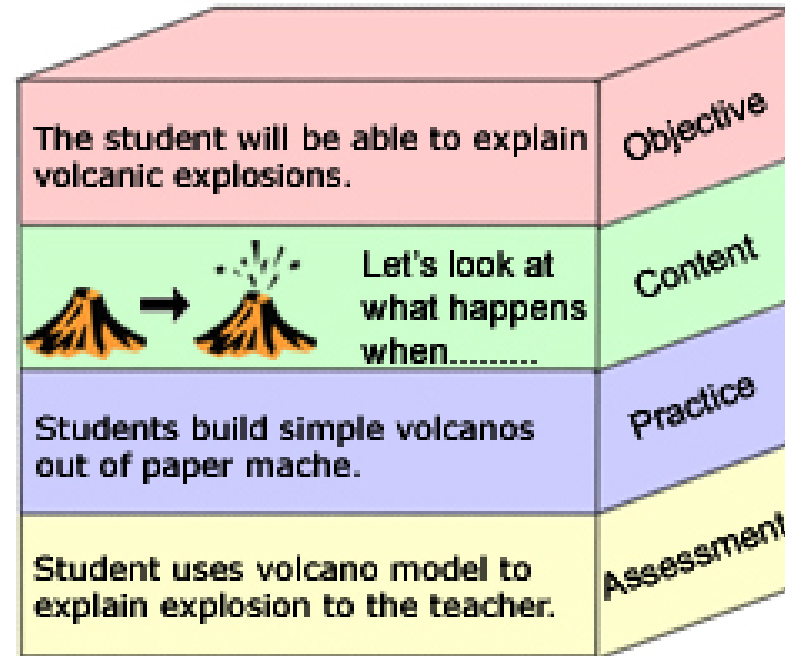 The student will be able to explain
volcanic explosions.
Objective
Let's look at
what happens
when.........
Content
Students build simple volcanos
out of paper mache.
Practice
Student uses volcano model to
explain explosion to the teacher.
Assessment